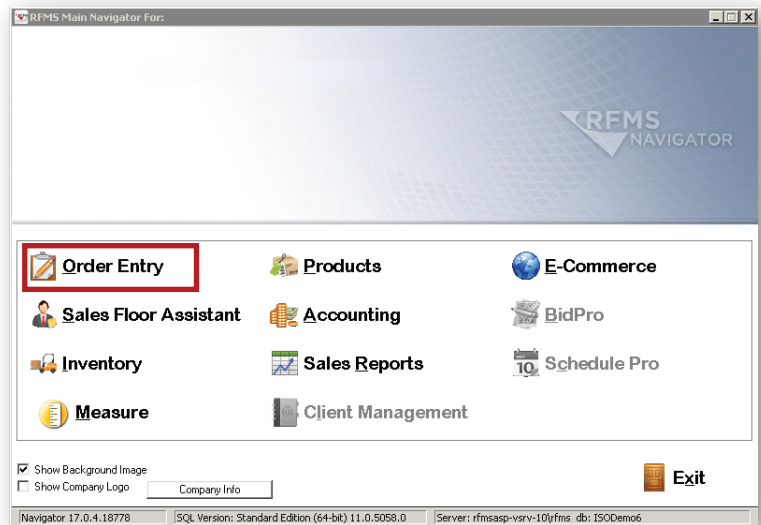 RFMS Main Navigator For:
RFMS
NAVIGATOR
Order Entry
Products
E-Commerce
Sales Floor Assistant
Accounting
BidPro
Inventory
Sales Reports
10
Schedule Pro
Measure
Client Management
Show Background Image
Show Company Logo
Company Info
Exit
Navigator 17.0.4.18778
SQL Version: Standard Edition (64-bit) 11.0.5058.0
Server: rfmsasp-vsrv-10\rfms db: ISODemo6